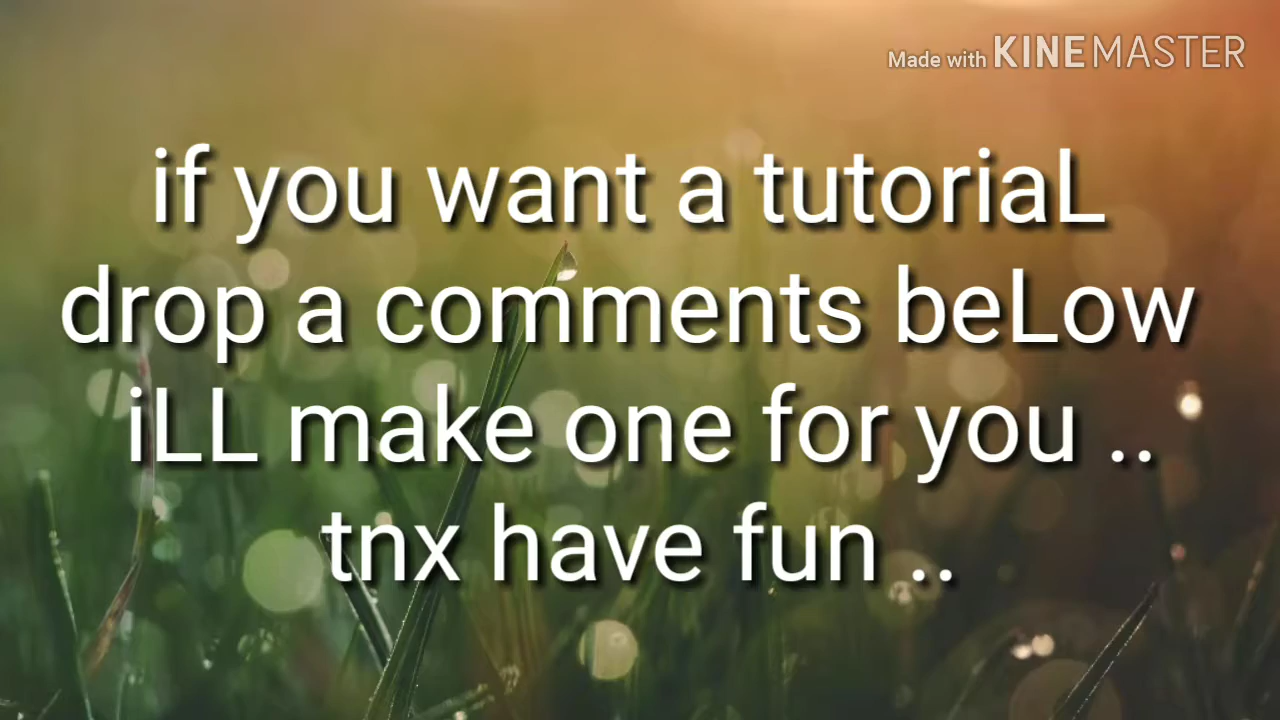 Made with KINEMASTER
if you want a tutoriaL
drop a comments beLow
iLL make one for you ..
tnx have fun ..